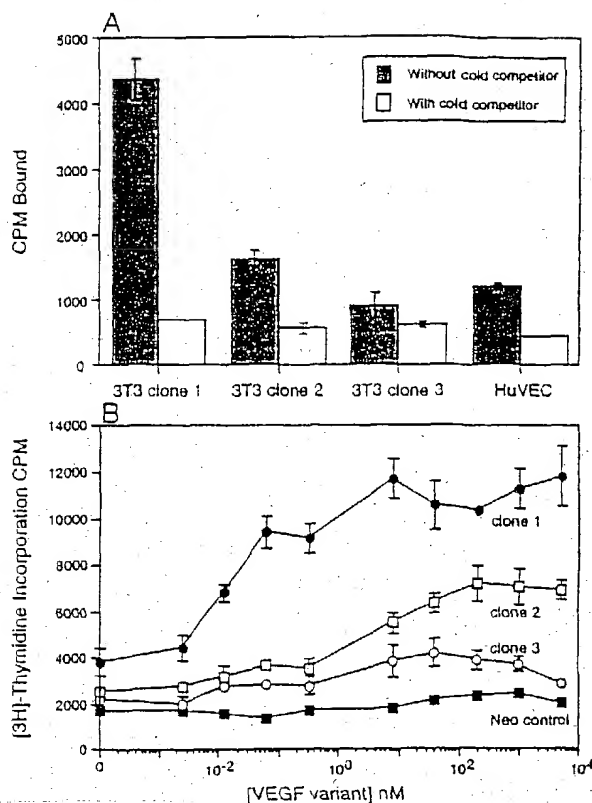 A
5000
4000
3000
2000
1000
0
CPM Bound
Without cold competitor
With cold competitor
3T3 clone 1
3T3 clone 2
3T3 clone 3
HuVEC
B
14000
12000
10000
8000
6000
4000
2000
0
[3H]-Thymidine Incorporation CPM
clone 1
clone 2
clone 3
Neo control
0
10-2
100
102
10-4
[VEGF variant] nM